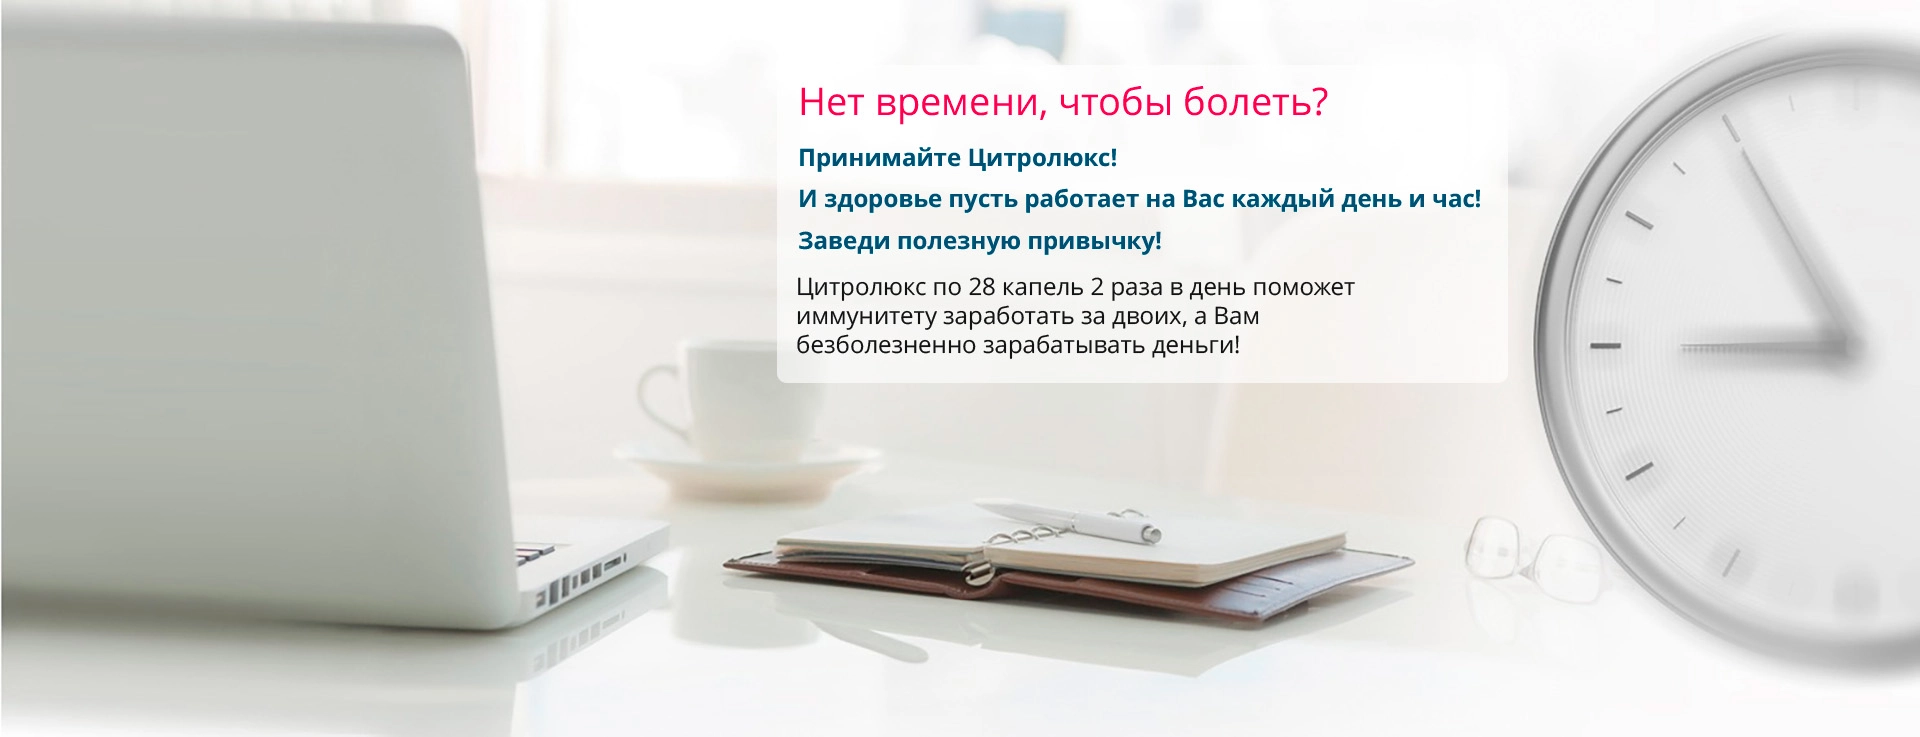 Нет времени, чтобы болеть?
Принимайте Цитролюкс!
И здоровье пусть работает на Вас каждый день и час!
Заведи полезную привычку!
Цитролюкс по 28 капель 2 раза в день поможет
иммунитету заработать за двоих, а Вам
безболезненно зарабатывать деньги!